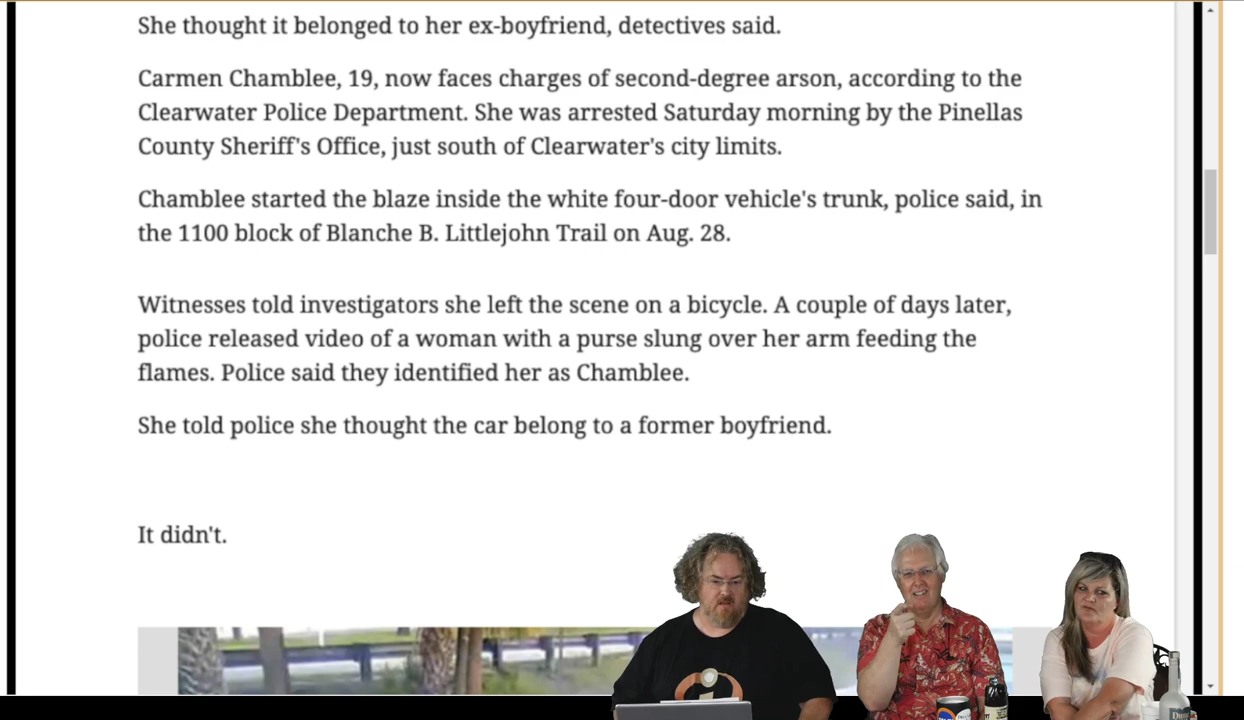 She thought it belonged to her ex-boyfriend, detectives said.
Carmen Chamblee, 19, now faces charges of second-degree arson, according to the
Clearwater Police Department. She was arrested Saturday morning by the Pinellas
County Sheriff's Office, just south of Clearwater's city limits.
Chamblee started the blaze inside the white four-door vehicle's trunk, police said, in
the 1100 block of Blanche B. Littlejohn Trail on Aug. 28.
Witnesses told investigators she left the scene on a bicycle. A couple of days later,
police released video of a woman with a purse slung over her arm feeding the
flames. Police said they identified her as Chamblee.
She told police she thought the car belong to a former boyfriend.
It didn't.